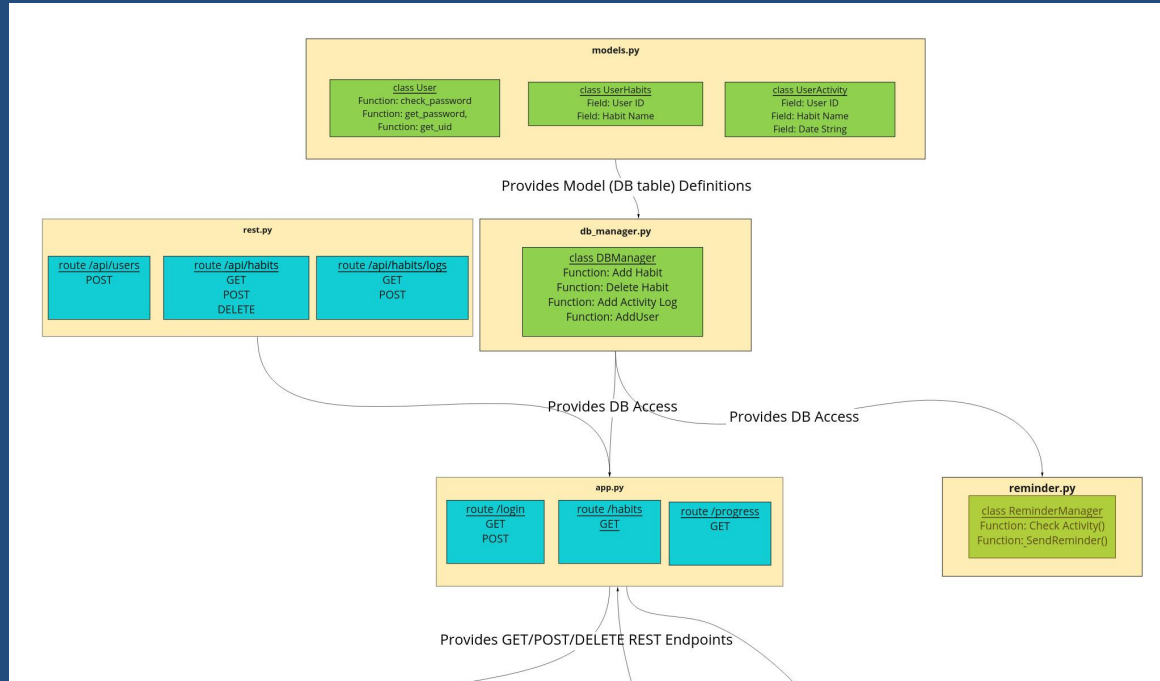 models.py
class User
Function: check_password
Function: get_password,
Function: get_uid
class UserHabits
Field: User ID
Field: Habit Name
class UserActivity
Field: User ID
Field: Habit Name
Field: Date String
Provides Model (DB table) Definitions
rest.py
route /api/users
POST
route /api/habits
GET
POST
DELETE
route /api/habits/logs
GET
POST
db_manager.py
class DBManager
Function: Add Habit
Function: Delete Habit
Function: Add Activity Log
Function: AddUser
Provides DB Access
Provides DB Access
app.py
route /login
GET
POST
route /habits
GET
route /progress
GET
reminder.py
class ReminderManager
Function: Check Activity()
Function: SendReminder()
Provides GET/POST/DELETE REST Endpoints